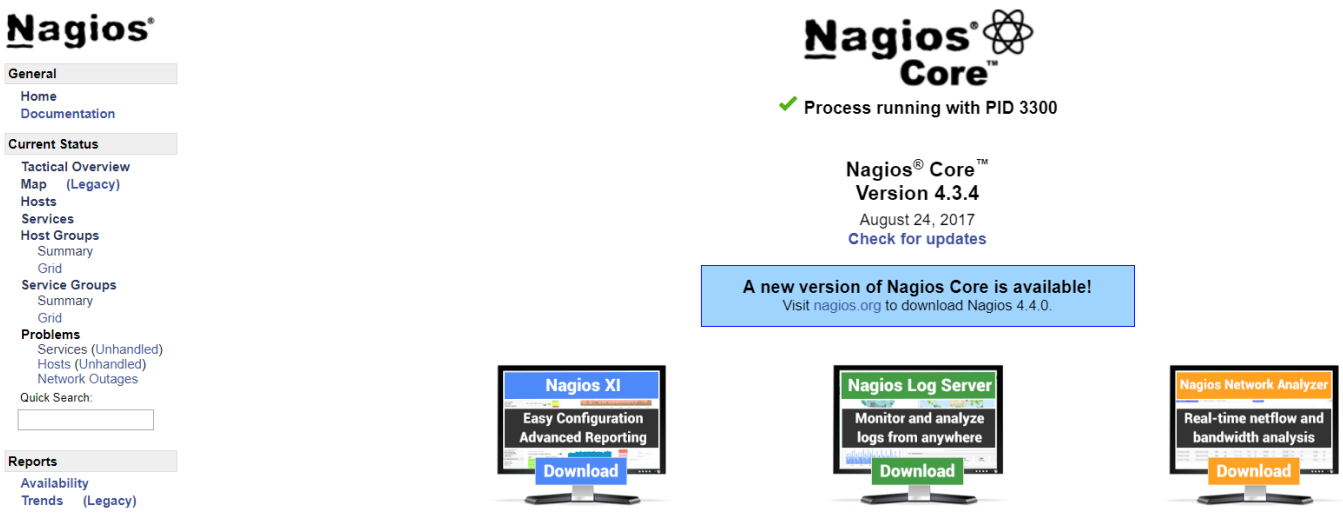 Nagios®
General
Home
Documentation
Current Status
Tactical Overview
Map (Legacy)
Hosts
Services
Host Groups
Summary
Grid
Service Groups
Summary
Grid
Problems
Services (Unhandled)
Hosts (Unhandled)
Network Outages
Quick Search:
Reports
Availability
Trends (Legacy)
Nagios®
Core™
Process running with PID 3300
Nagios® Core™
Version 4.3.4
August 24, 2017
Check for updates
A new version of Nagios Core is available!
Visit nagios.org to download Nagios 4.4.0.
Nagios XI
Easy Configuration
Advanced Reporting
Download
Nagios Log Server
Monitor and analyze
logs from anywhere
Download
Nagios Network Analyzer
Real-time netflow and
bandwidth analysis
Download